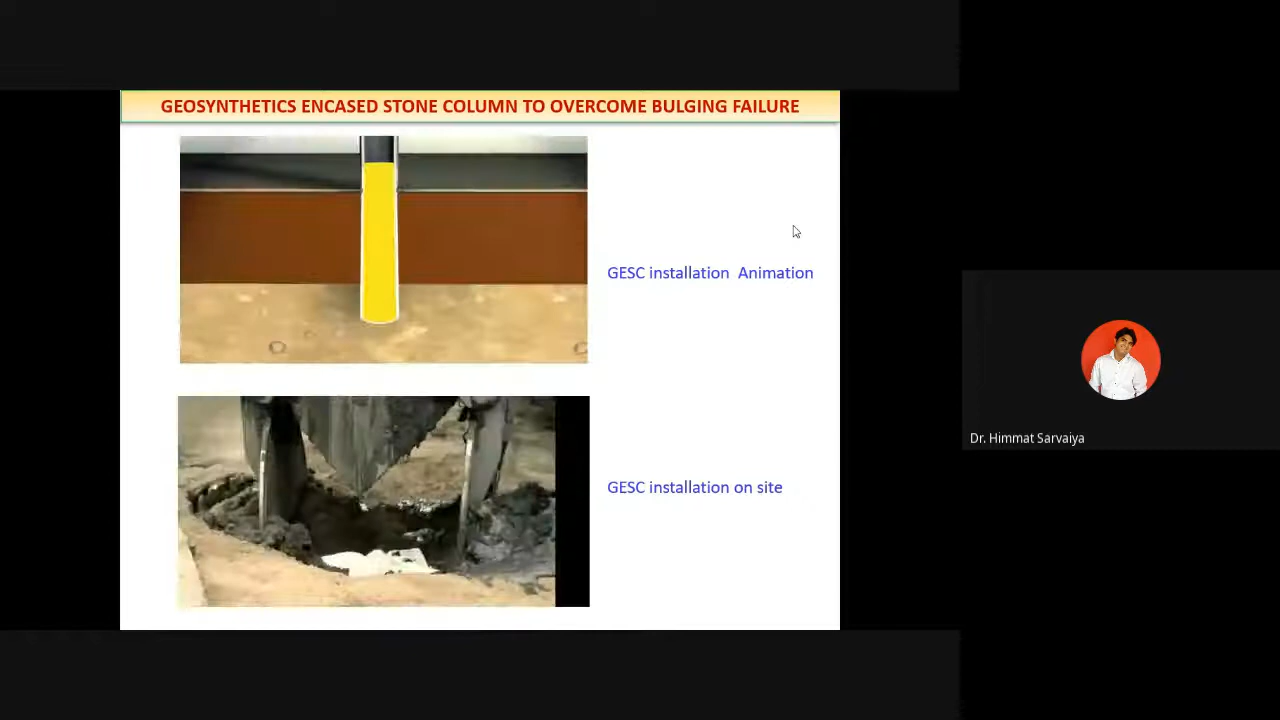 GEOSYNTHETICS ENCASED STONE COLUMN TO OVERCOME BULGING FAILURE
GESC installation Animation
GESC installation on site
Dr. Himmat Sarvaiya